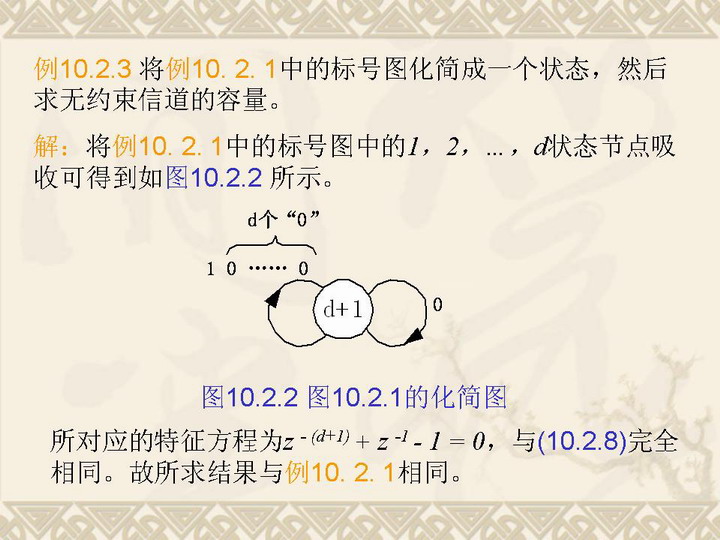 例10.2.3 将例10. 2. 1中的标号图化简成一个状态，然后
求无约束信道的容量。
解：将例10. 2. 1中的标号图中的1，2，…，d状态节点吸
收可得到如图10.2.2 所示。
d个“0”
1 0 …… 0
d+1
0
图10.2.2 图10.2.1的化简图
所对应的特征方程为z - (d+1) + z -1 - 1 = 0，与(10.2.8)完全
相同。故所求结果与例10. 2. 1相同。